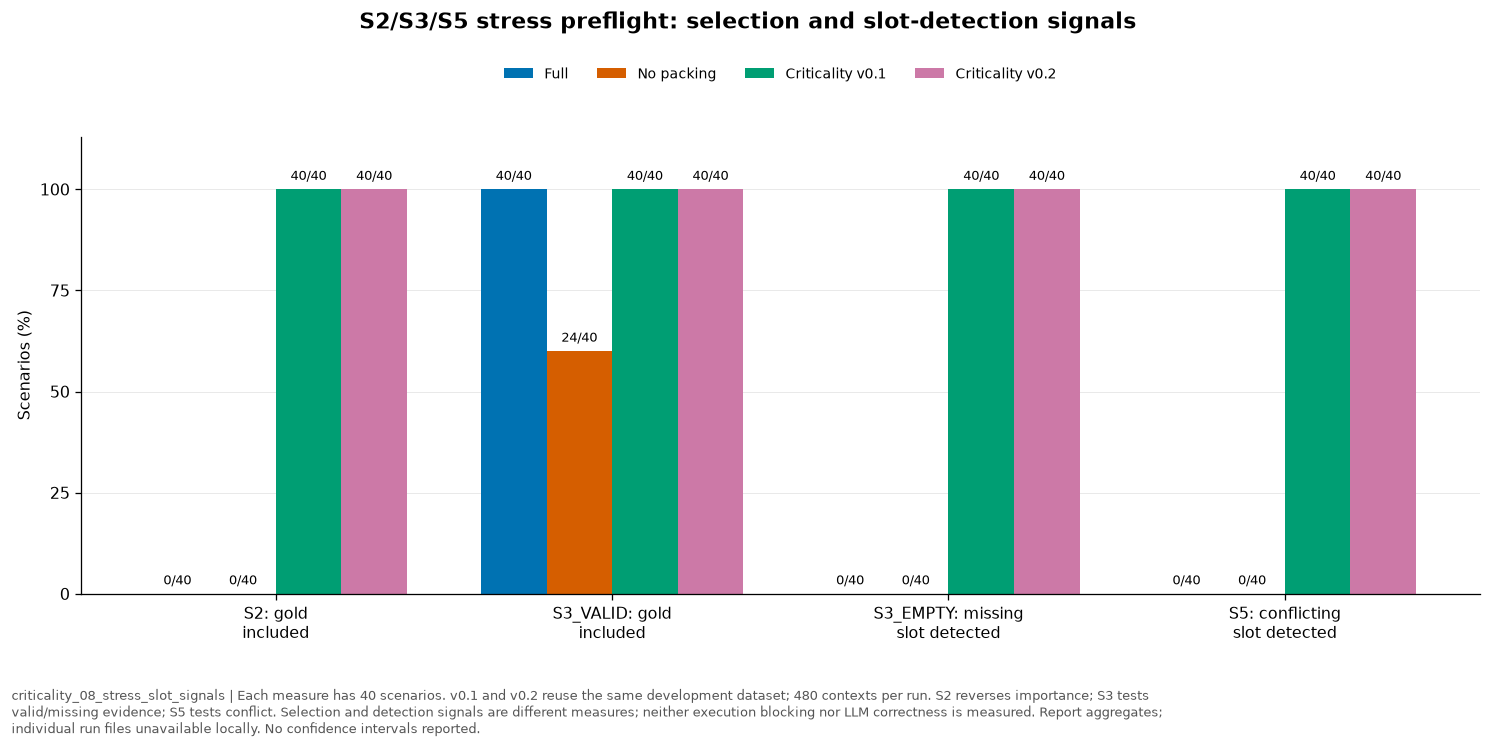 S2/S3/S5 stress preflight: selection and slot-detection signals
Full No packing Criticality v0.1 Criticality v0.2
Scenarios (%)
100
75
50
25
0
0/40 0/40 40/40 40/40
40/40 24/40 40/40 40/40
0/40 0/40 40/40 40/40
0/40 0/40 40/40 40/40
S2: gold
included
S3_VALID: gold
included
S3_EMPTY: missing
slot detected
S5: conflicting
slot detected
criticality_08_stress_slot_signals | Each measure has 40 scenarios. v0.1 and v0.2 reuse the same development dataset; 480 contexts per run. S2 reverses importance; S3 tests
valid/missing evidence; S5 tests conflict. Selection and detection signals are different measures; neither execution blocking nor LLM correctness is measured. Report aggregates;
individual run files unavailable locally. No confidence intervals reported.